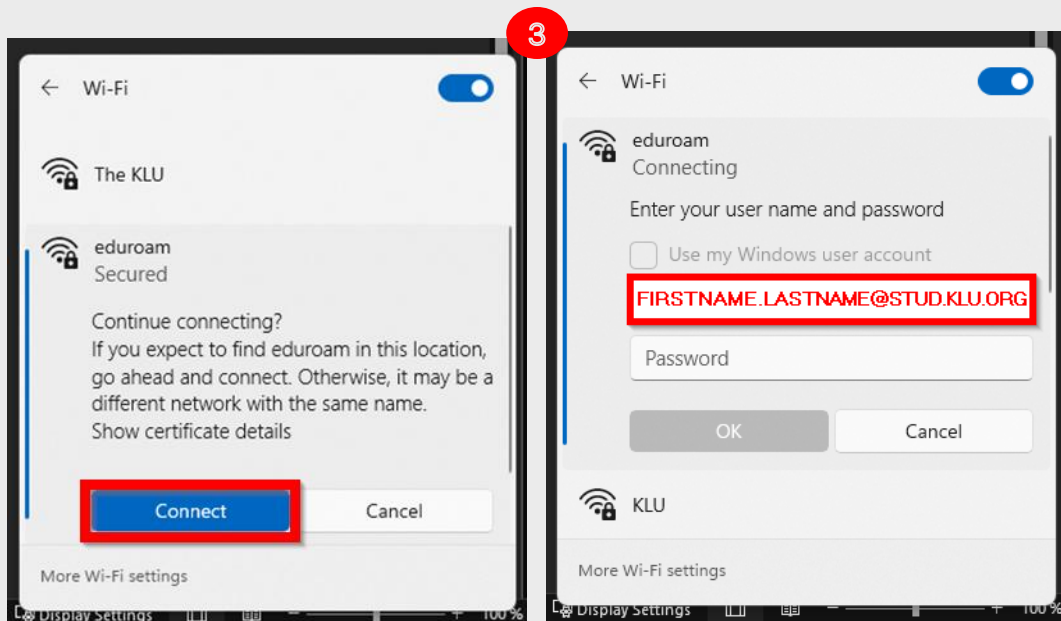 3
Wi-Fi
The KLU
eduroam
Secured
Continue connecting?
If you expect to find eduroam in this location,
go ahead and connect. Otherwise, it may be a
different network with the same name.
Show certificate details
Connect Cancel
More Wi-Fi settings
Display Settings 100%
Wi-Fi
eduroam
Connecting
Enter your user name and password
Use my Windows user account
FIRSTNAME.LASTNAME@STUD.KLU.ORG
Password
OK Cancel
KLU
More Wi-Fi settings
Display Settings 100%